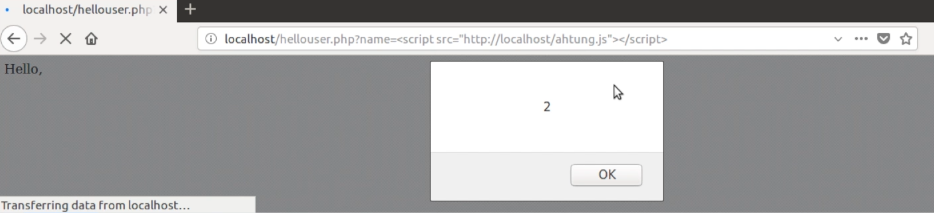 localhost/hellouser.php
localhost/hellouser.php?name=<script src="http://localhost/ahtung.js"></script>
Hello,
2
OK
Transferring data from localhost...